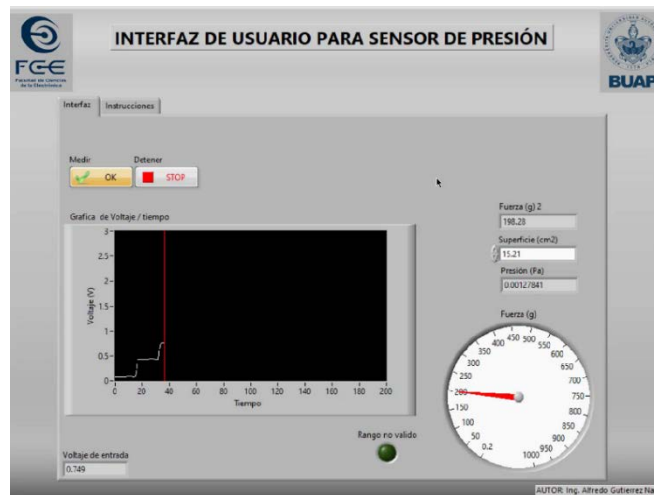 INTERFAZ DE USUARIO PARA SENSOR DE PRESIÓN
FCE
Facultad de Ciencias
de la Electrónica
BUAP
Interfaz Instrucciones
Medir Detener
OK STOP
Grafica de Voltaje / tiempo
Fuerza (g) 2
198.28
Superficie (cm2)
15.21
Presión (Pa)
0.00127841
Fuerza (g)
3
2.5
2
1.5
1
0.5
0
Voltaje (V)
0 20 40 60 80 100 120 140 160 180 200
Tiempo
0.2
50
100
150
200
250
350
400
450
500
550
650
700
750
800
850
900
950
1000
Rango no valido
Voltaje de entrada
0.749
AUTOR: Ing. Alfredo Gutierrez